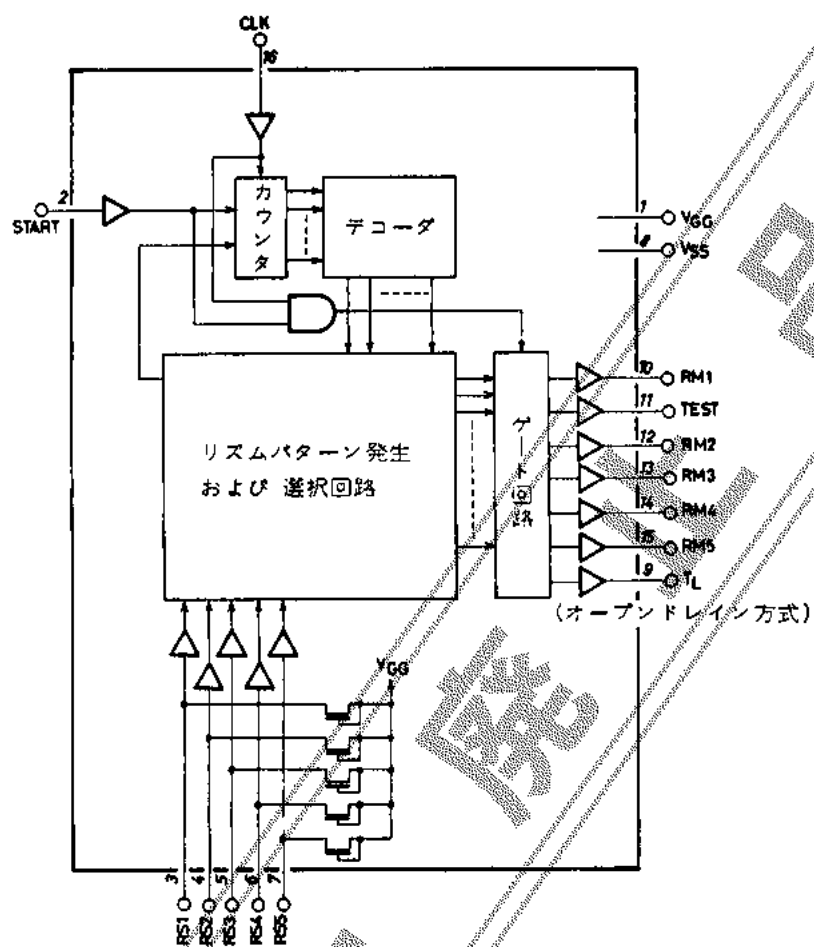 CLK
16
2
START
カウンタ
デコーダ
1
VGG
8
VSS
リズムパターン発生
および 選択回路
ゲート回路
10
RM1
11
TEST
12
RM2
13
RM3
14
RM4
15
RM5
9
TL
(オープンドレイン方式)
VGG
3
4
5
6
7
RS1
RS2
RS3
RS4
RS5
廃
止